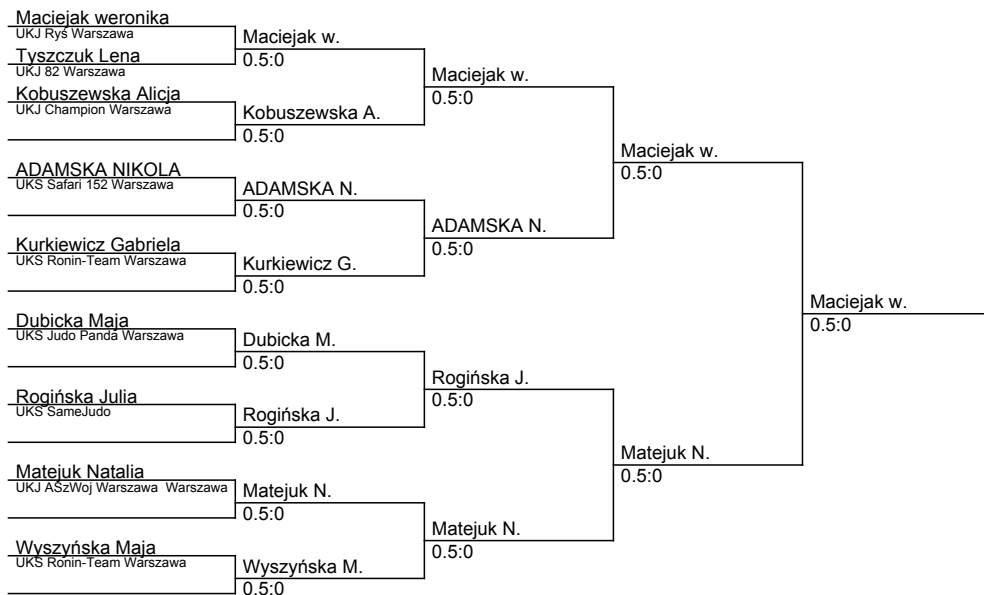 Maciejak weronika
UKJ Ryś Warszawa
Tyszczuk Lena
UKJ 82 Warszawa
Kobuszewska Alicja
UKJ Champion Warszawa
ADAMSKA NIKOLA
UKS Safari 152 Warszawa
Kurkiewicz Gabriela
UKS Ronin-Team Warszawa
Dubicka Maja
UKS Judo Panda Warszawa
Rogińska Julia
UKS SameJudo
Matejuk Natalia
UKJ ASzWoj Warszawa  Warszawa
Wyszyńska Maja
UKS Ronin-Team Warszawa
Maciejak w.
0.5:0
Kobuszewska A.
0.5:0
ADAMSKA N.
0.5:0
Kurkiewicz G.
0.5:0
Dubicka M.
0.5:0
Rogińska J.
0.5:0
Matejuk N.
0.5:0
Wyszyńska M.
0.5:0
Maciejak w.
0.5:0
ADAMSKA N.
0.5:0
Rogińska J.
0.5:0
Matejuk N.
0.5:0
Maciejak w.
0.5:0
Matejuk N.
0.5:0
Maciejak w.
0.5:0